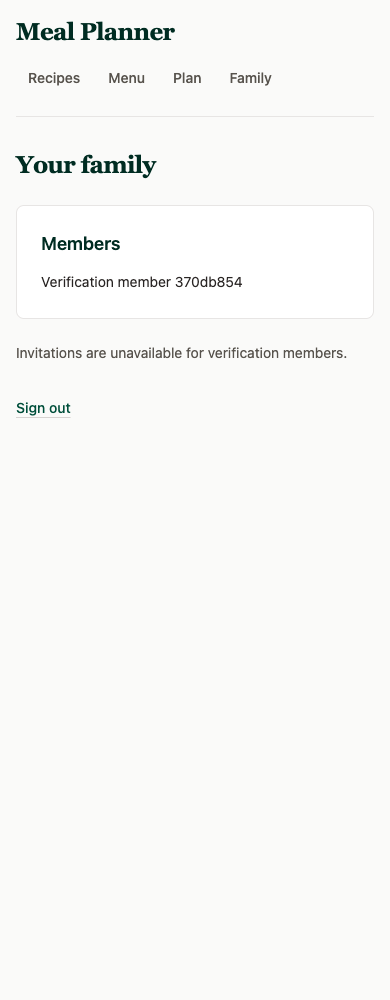 Meal Planner
Recipes Menu Plan Family
Your family
Members
Verification member 370db854
Invitations are unavailable for verification members.
Sign out